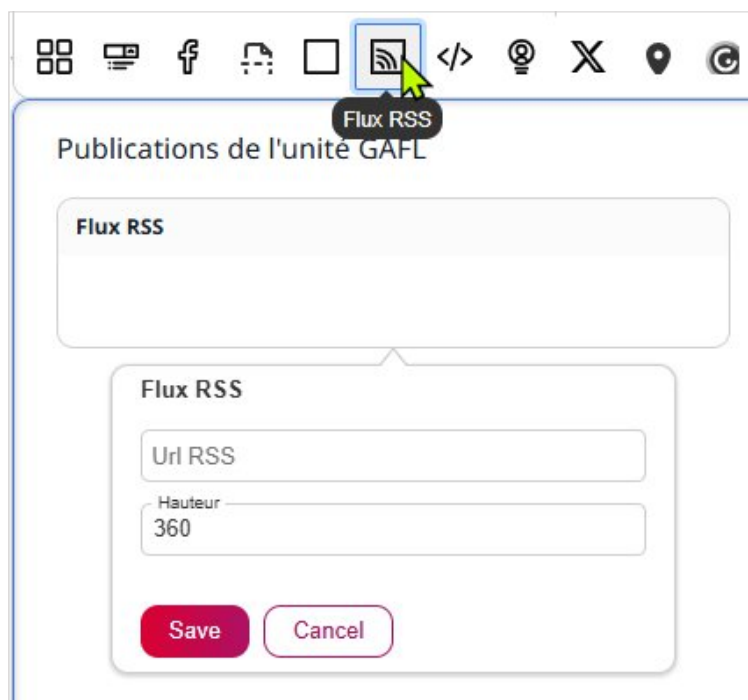 Flux RSS
Publications de l'unité GAFL
Flux RSS
Flux RSS
Url RSS
Hauteur
360
Save
Cancel